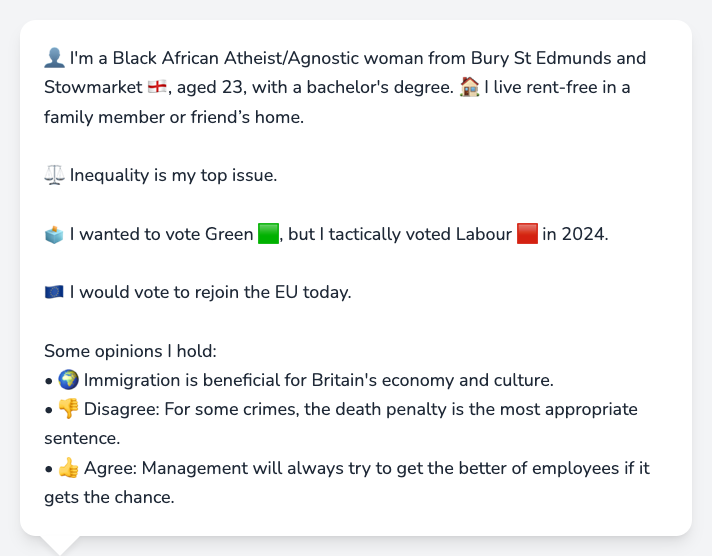 👤 I'm a Black African Atheist/Agnostic woman from Bury St Edmunds and
Stowmarket 🏴󠁧󠁢󠁥󠁮󠁧󠁿, aged 23, with a bachelor's degree. 🏠 I live rent-free in a
family member or friend’s home.
⚖️ Inequality is my top issue.
🗳️ I wanted to vote Green 🟩, but I tactically voted Labour 🟥 in 2024.
🇪🇺 I would vote to rejoin the EU today.
Some opinions I hold:
• 🌍 Immigration is beneficial for Britain's economy and culture.
• 👎 Disagree: For some crimes, the death penalty is the most appropriate
sentence.
• 👍 Agree: Management will always try to get the better of employees if it
gets the chance.